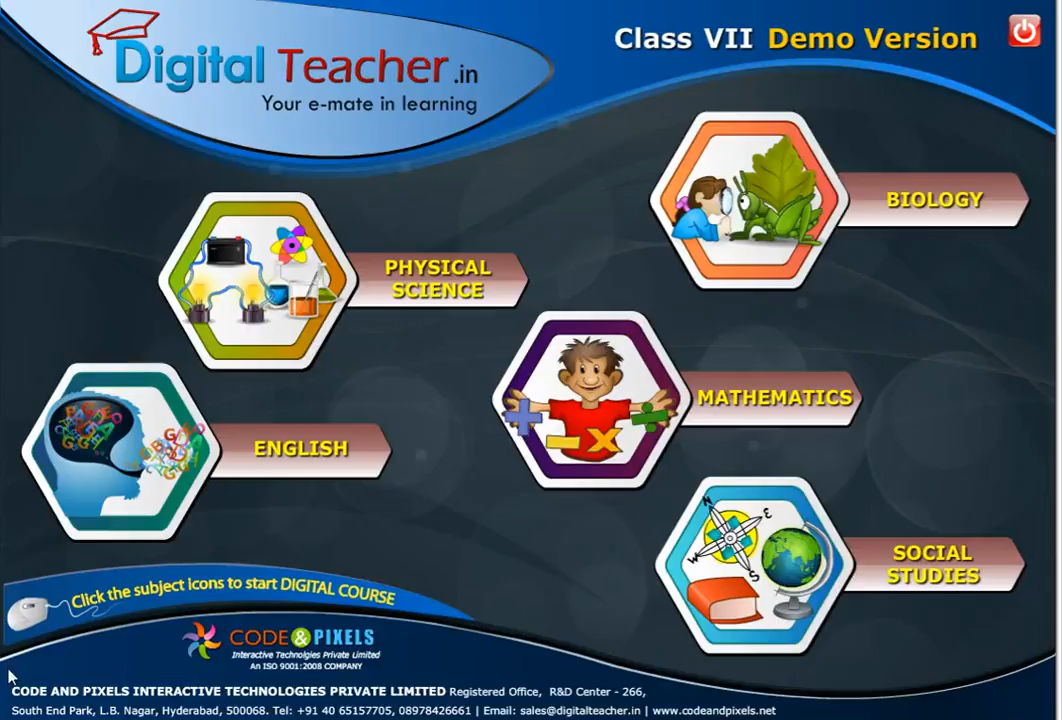 Digital Teacher.in
Your e-mate in learning
Class VII Demo Version
BIOLOGY
PHYSICAL
SCIENCE
MATHEMATICS
ENGLISH
N
E
W
S
SOCIAL
STUDIES
Click the subject icons to start DIGITAL COURSE
CODE & PIXELS
Interactive Technolgies Private Limited
An ISO 9001:2008 COMPANY
CODE AND PIXELS INTERACTIVE TECHNOLOGIES PRIVATE LIMITED Registered Office, R&D Center - 266,
South End Park, L.B. Nagar, Hyderabad, 500068. Tel: +91 40 65157705, 08978426661 | Email: sales@digitalteacher.in | www.codeandpixels.net